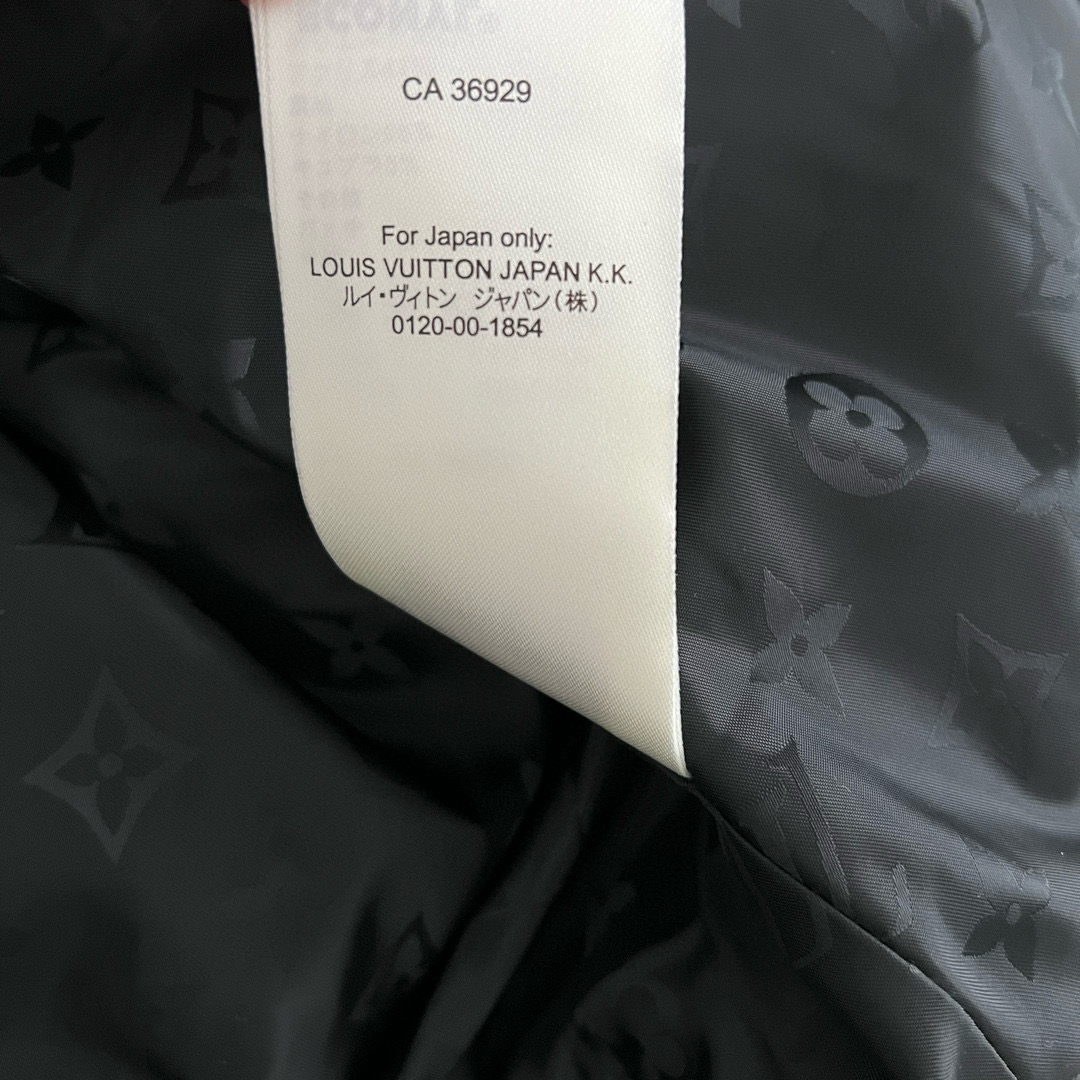 CA 36929
For Japan only:
LOUIS VUITTON JAPAN K.K.
ルイ・ヴィトン ジャパン(株)
0120-00-1854